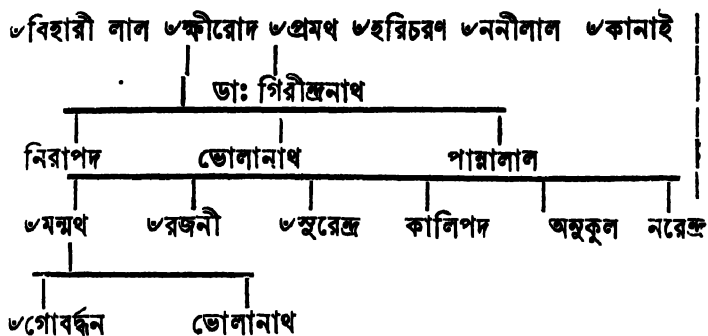 ৺বিহারী লাল ৺ক্ষীরোদ ৺প্রমথ ৺হরিচরণ ৺ননীলাল ৺কানাই
ডাঃ গিরীন্দ্রনাথ
নিরাপদ ভোলানাথ পান্নালাল
৺মন্মথ ৺রজনী ৺সুরেন্দ্র কালিপদ অনুকুল নরেন্দ্র
৺গোবর্দ্ধন ভোলানাথ